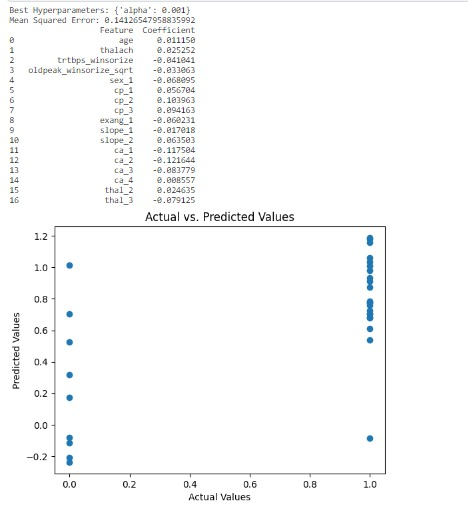 Best Hyperparameters: {'alpha': 0.001}
Mean Squared Error: 0.14126547958835992
Feature Coefficient
0 age 0.011150
1 thalach 0.025252
2 trtbps_winsorize -0.041041
3 oldpeak_winsorize_sqrt -0.033063
4 sex_1 -0.068095
5 cp_1 0.056704
6 cp_2 0.103963
7 cp_3 0.094163
8 exang_1 -0.060231
9 slope_1 -0.017018
10 slope_2 0.063503
11 ca_1 -0.117504
12 ca_2 -0.121644
13 ca_3 -0.083779
14 ca_4 0.008557
15 thal_2 0.024635
16 thal_3 -0.079125
Actual vs. Predicted Values
1.2
1.0
0.8
0.6
0.4
0.2
0.0
−0.2
Predicted Values
0.0 0.2 0.4 0.6 0.8 1.0
Actual Values